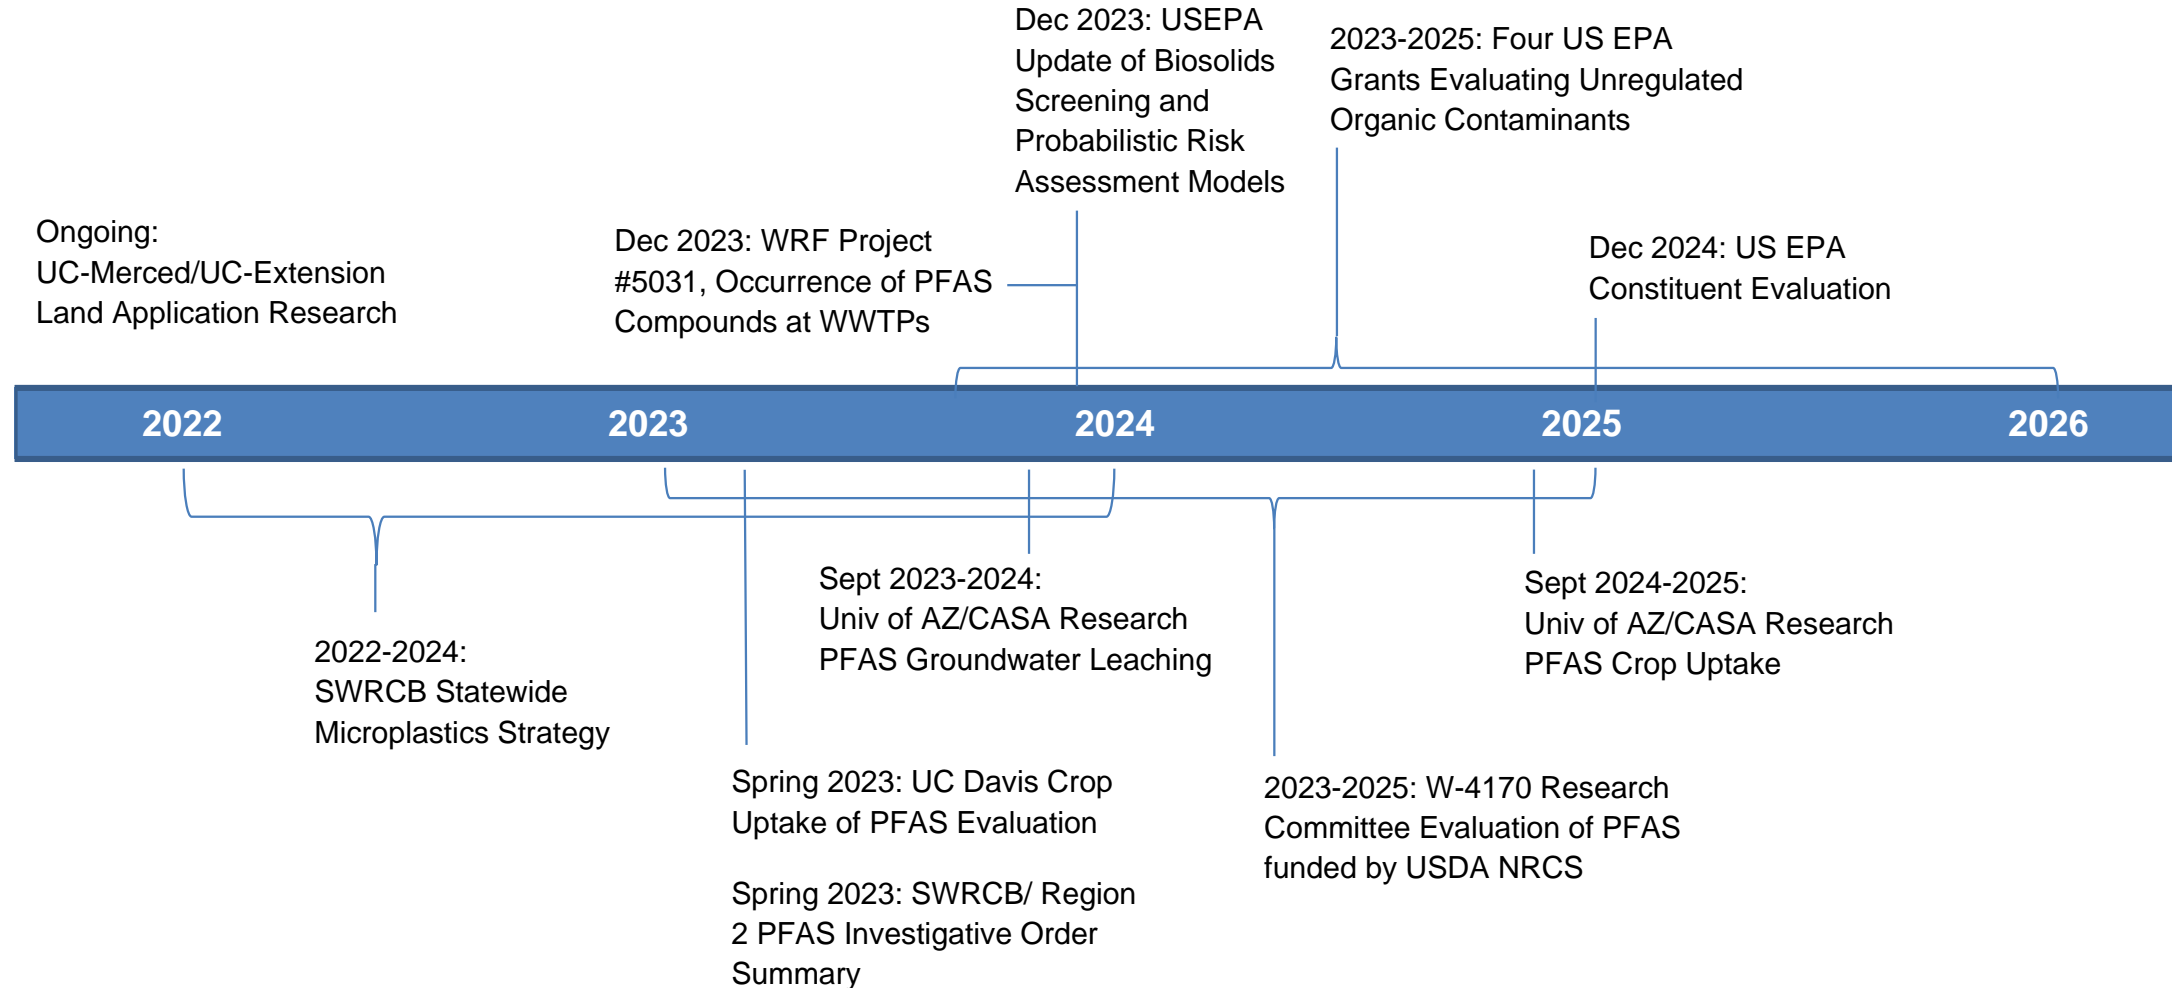 Dec 2023: USEPA
Update of Biosolids
Screening and
Probabilistic Risk
Assessment Models
2023-2025: Four US EPA
Grants Evaluating Unregulated
Organic Contaminants
Ongoing:
UC-Merced/UC-Extension
Land Application Research
Dec 2023: WRF Project
#5031, Occurrence of PFAS
Compounds at WWTPs
Dec 2024: US EPA
Constituent Evaluation
2022
2023
2024
2025
2026
2022-2024:
SWRCB Statewide
Microplastics Strategy
Sept 2023-2024:
Univ of AZ/CASA Research
PFAS Groundwater Leaching
Sept 2024-2025:
Univ of AZ/CASA Research
PFAS Crop Uptake
Spring 2023: UC Davis Crop
Uptake of PFAS Evaluation
Spring 2023: SWRCB/ Region
2 PFAS Investigative Order
Summary
2023-2025: W-4170 Research
Committee Evaluation of PFAS
funded by USDA NRCS